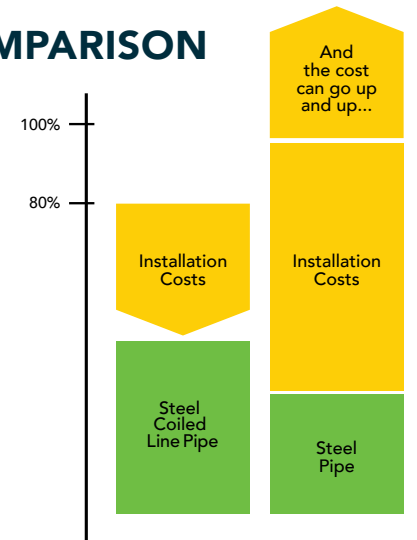 MPARISON
And
the cost
can go up
and up...
100%
80%
Installation
Costs
Installation
Costs
Steel
Coiled
Line Pipe
Steel
Pipe